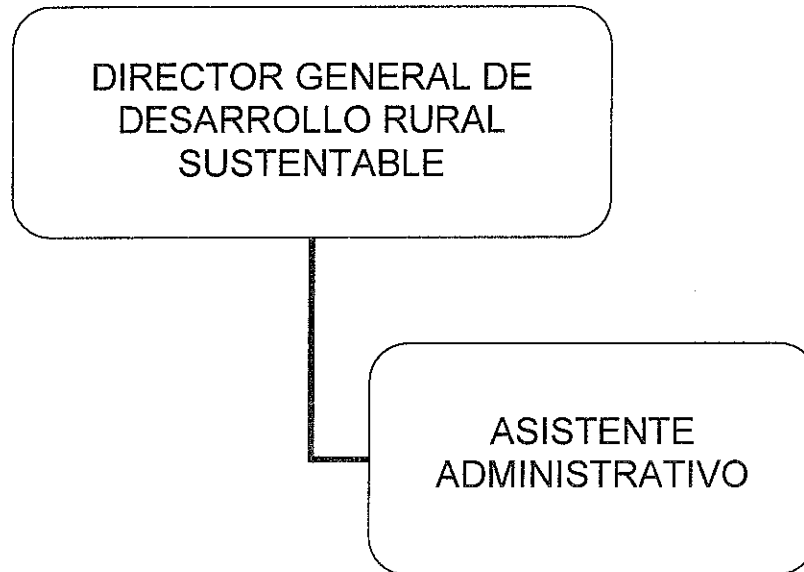 DIRECTOR GENERAL DE
DESARROLLO RURAL
SUSTENTABLE
ASISTENTE
ADMINISTRATIVO